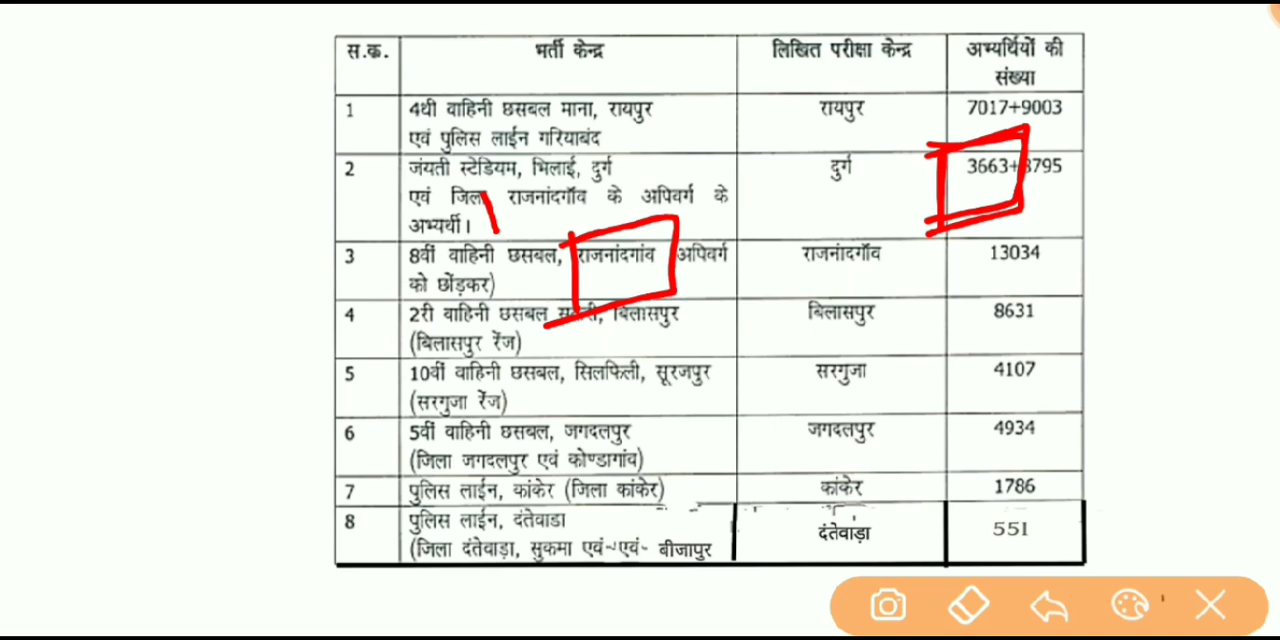 स.क. भर्ती केन्द्र लिखित परीक्षा केन्द्र अभ्यर्थियों की
संख्या
1 4थी वाहिनी छसबल माना, रायपुर रायपुर 7017+9003
एवं पुलिस लाईन गरियाबंद
2 जंयती स्टेडियम, भिलाई, दुर्ग दुर्ग 3663+8795
एवं जिला राजनांदगॉव के अपिवर्ग के
अभ्यर्थी।
3 8वीं वाहिनी छसबल, राजनांदगांव अपिवर्ग राजनांदगॉव 13034
को छोंड़कर)
4 2री वाहिनी छसबल बिलासपुर बिलासपुर 8631
(बिलासपुर रेंज)
5 10वीं वाहिनी छसबल, सिलफिली, सूरजपुर सरगुजा 4107
(सरगुजा रेंज)
6 5वीं वाहिनी छसबल, जगदलपुर जगदलपुर 4934
(जिला जगदलपुर एवं कोण्डागांव)
7 पुलिस लाईन, कांकेर (जिला कांकेर) कांकेर 1786
8 पुलिस लाईन, दंतेवाडा दंतेवाड़ा 551
(जिला दंतेवाड़ा, सुकमा एवं एवं बीजापुर